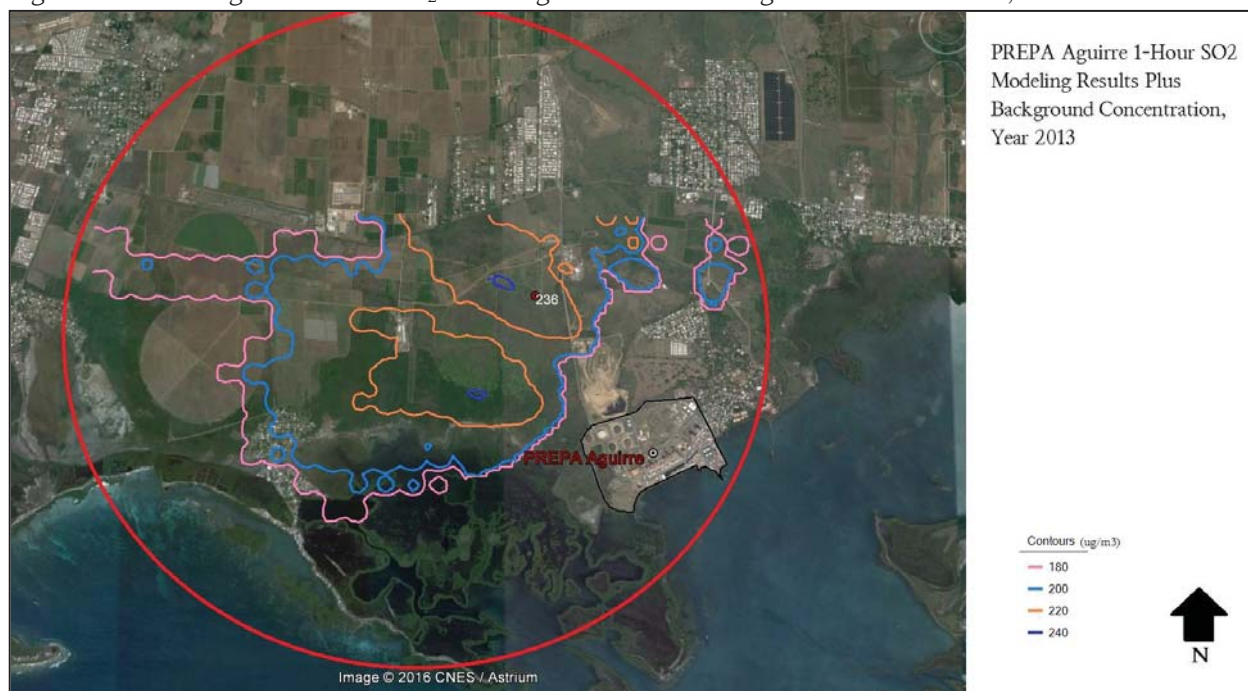 PREPA Aguirre 1-Hour SO2
Modeling Results Plus
Background Concentration,
Year 2013
236
PREPA Aguirre
Contours (ug/m3)
180
200
220
240
N
Image © 2016 CNES / Astrium